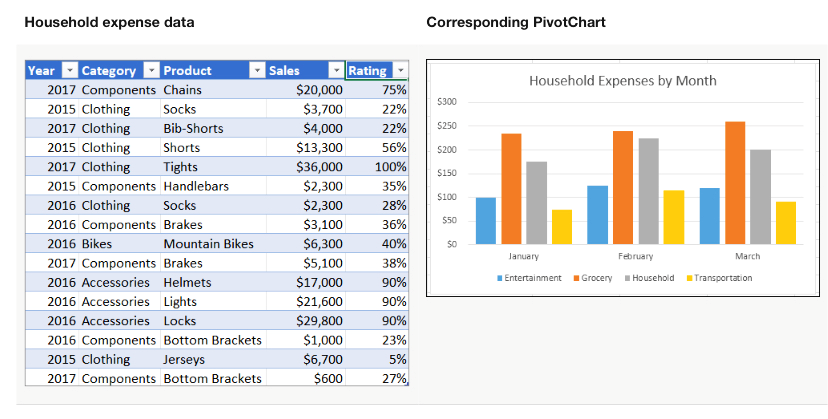 Household expense data
Corresponding PivotChart
Year Category Product Sales Rating
2017 Components Chains $20,000 75%
2015 Clothing Socks $3,700 22%
2017 Clothing Bib-Shorts $4,000 22%
2015 Clothing Shorts $13,300 56%
2017 Clothing Tights $36,000 100%
2015 Components Handlebars $2,300 35%
2016 Clothing Socks $2,300 28%
2016 Components Brakes $3,100 36%
2016 Bikes Mountain Bikes $6,300 40%
2017 Components Brakes $5,100 38%
2016 Accessories Helmets $17,000 90%
2016 Accessories Lights $21,600 90%
2016 Accessories Locks $29,800 90%
2016 Components Bottom Brackets $1,000 23%
2015 Clothing Jerseys $6,700 5%
2017 Components Bottom Brackets $600 27%
Household Expenses by Month
$300
$250
$200
$150
$100
$50
$0
January February March
Entertainment Grocery Household Transportation